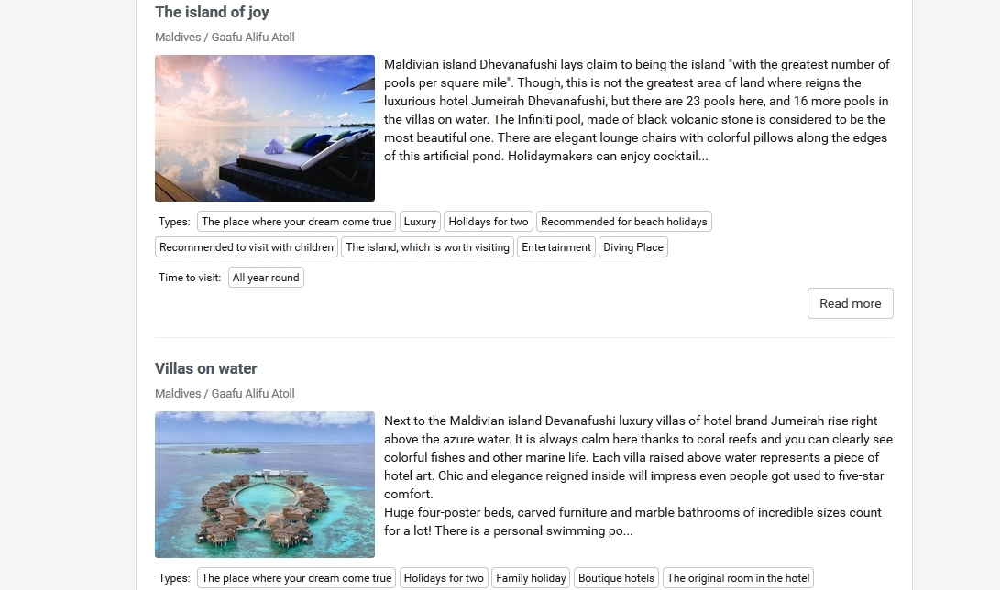 The island of joy
Maldives / Gaafu Alifu Atoll
Maldivian island Dhevanafushi lays claim to being the island "with the greatest number of
pools per square mile". Though, this is not the greatest area of land where reigns the
luxurious hotel Jumeirah Dhevanafushi, but there are 23 pools here, and 16 more pools in
the villas on water. The Infiniti pool, made of black volcanic stone is considered to be the
most beautiful one. There are elegant lounge chairs with colorful pillows along the edges
of this artificial pond. Holidaymakers can enjoy cocktail...
Types: The place where your dream come true Luxury Holidays for two Recommended for beach holidays
Recommended to visit with children The island, which is worth visiting Entertainment Diving Place
Time to visit: All year round
Read more
Villas on water
Maldives / Gaafu Alifu Atoll
Next to the Maldivian island Devanafushi luxury villas of hotel brand Jumeirah rise right
above the azure water. It is always calm here thanks to coral reefs and you can clearly see
colorful fishes and other marine life. Each villa raised above water represents a piece of
hotel art. Chic and elegance reigned inside will impress even people got used to five-star
comfort.
Huge four-poster beds, carved furniture and marble bathrooms of incredible sizes count
for a lot! There is a personal swimming po...
Types: The place where your dream come true Holidays for two Family holiday Boutique hotels The original room in the hotel